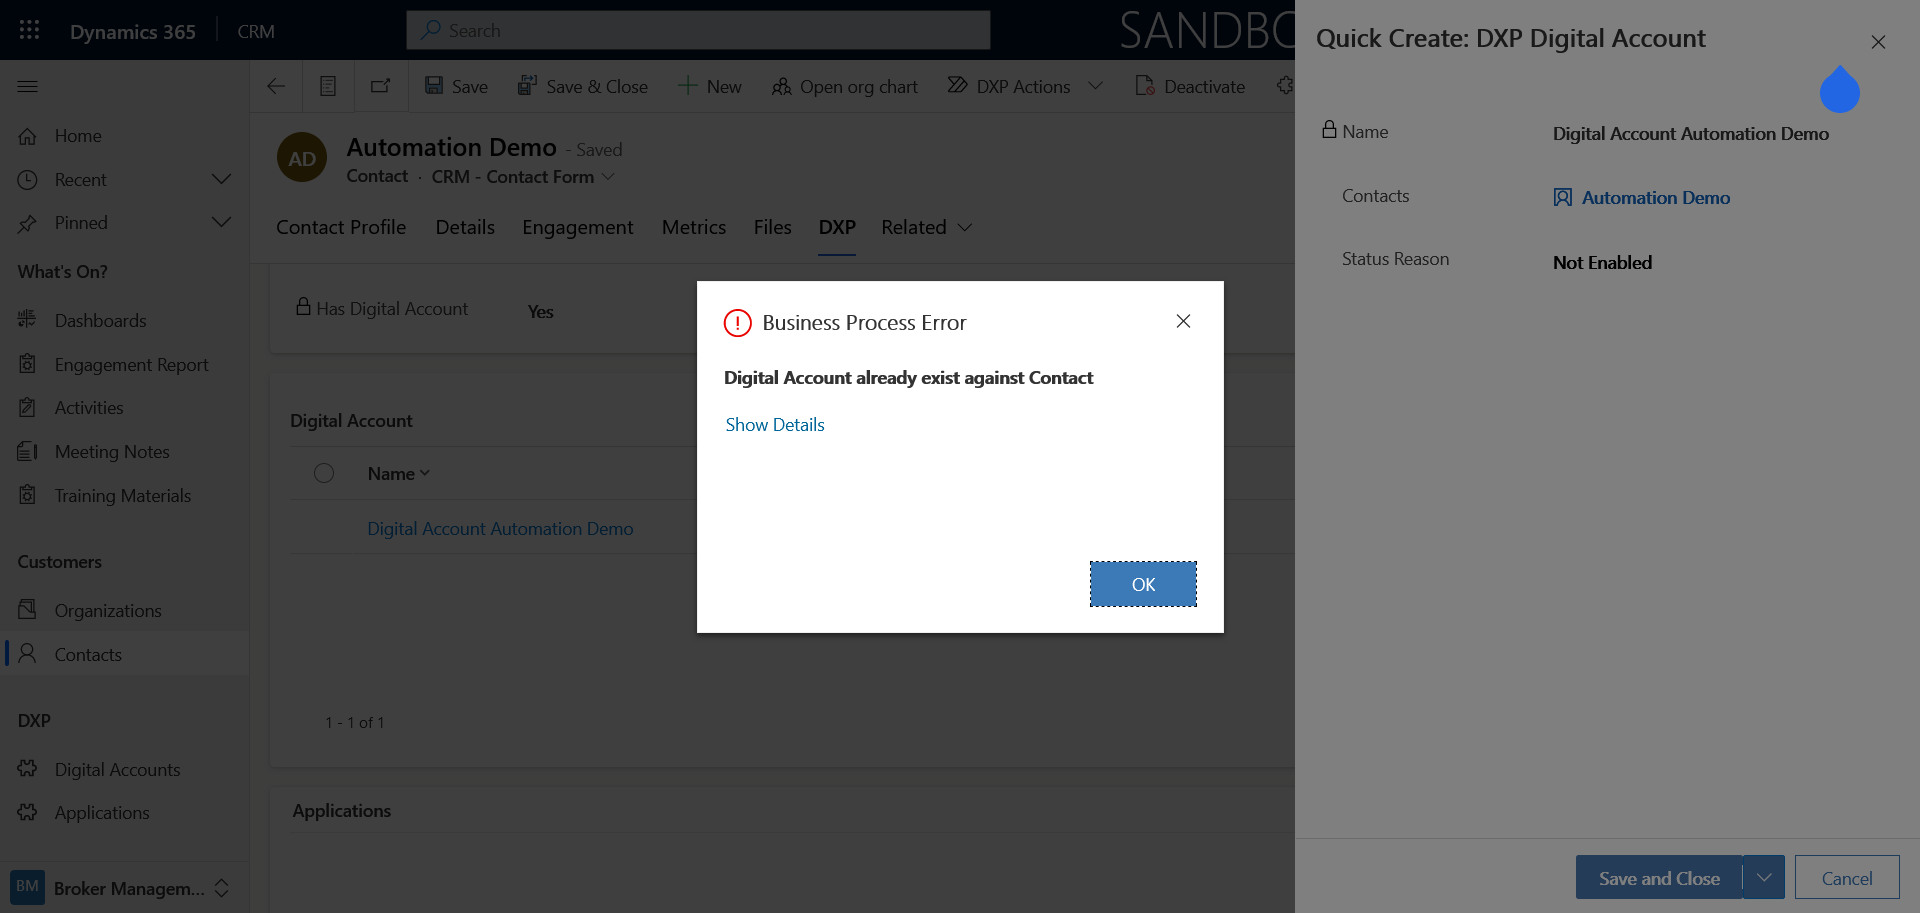 Dynamics 365 CRM
Search
SANDBO
Save
Save & Close
New
Open org chart
DXP Actions
Deactivate
Home
Recent
Pinned
What's On?
Dashboards
Engagement Report
Activities
Meeting Notes
Training Materials
Customers
Organizations
Contacts
DXP
Digital Accounts
Applications
BM Broker Managem...
AD
Automation Demo - Saved
Contact · CRM - Contact Form
Contact Profile
Details
Engagement
Metrics
Files
DXP
Related
Has Digital Account Yes
Digital Account
Name
Digital Account Automation Demo
1 - 1 of 1
Applications
Business Process Error
Digital Account already exist against Contact
Show Details
OK
Quick Create: DXP Digital Account
Name Digital Account Automation Demo
Contacts Automation Demo
Status Reason Not Enabled
Save and Close
Cancel